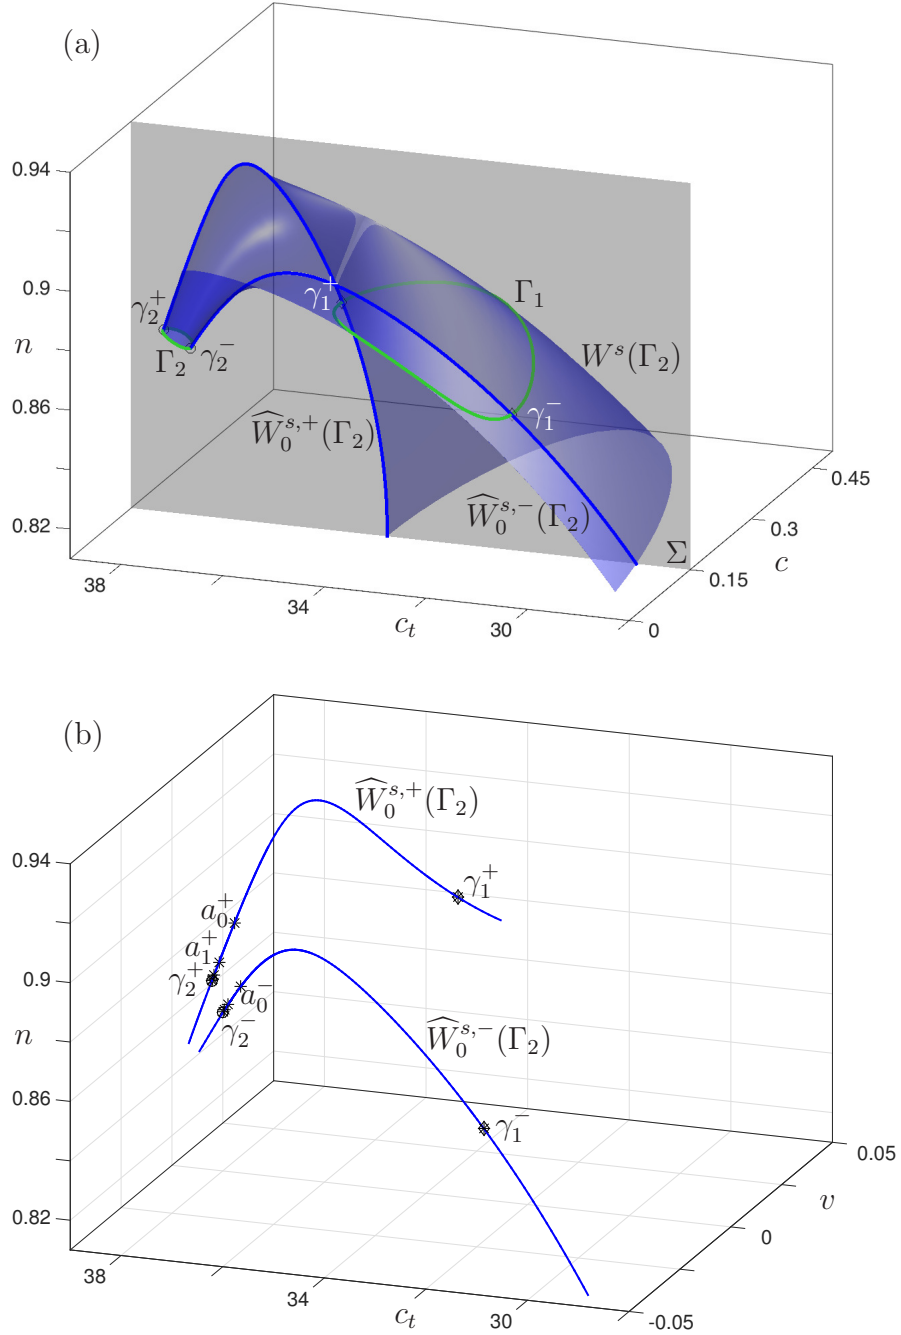 (a)
0.94
0.9
0.86
0.82
n
γ₂⁺
Γ₂
γ₂⁻
γ₁⁺
Γ₁
Wˢ(Γ₂)
γ₁⁻
Ŵ₀ˢ,⁺(Γ₂)
Ŵ₀ˢ,⁻(Γ₂)
Σ
0.45
0.3
0.15
0
c
38
34
30
cₜ
(b)
0.94
0.9
0.86
0.82
n
Ŵ₀ˢ,⁺(Γ₂)
γ₁⁺
a₀⁺
a₁⁺
γ₂⁺
a₀⁻
γ₂⁻
Ŵ₀ˢ,⁻(Γ₂)
γ₁⁻
0.05
0
-0.05
v
38
34
30
cₜ